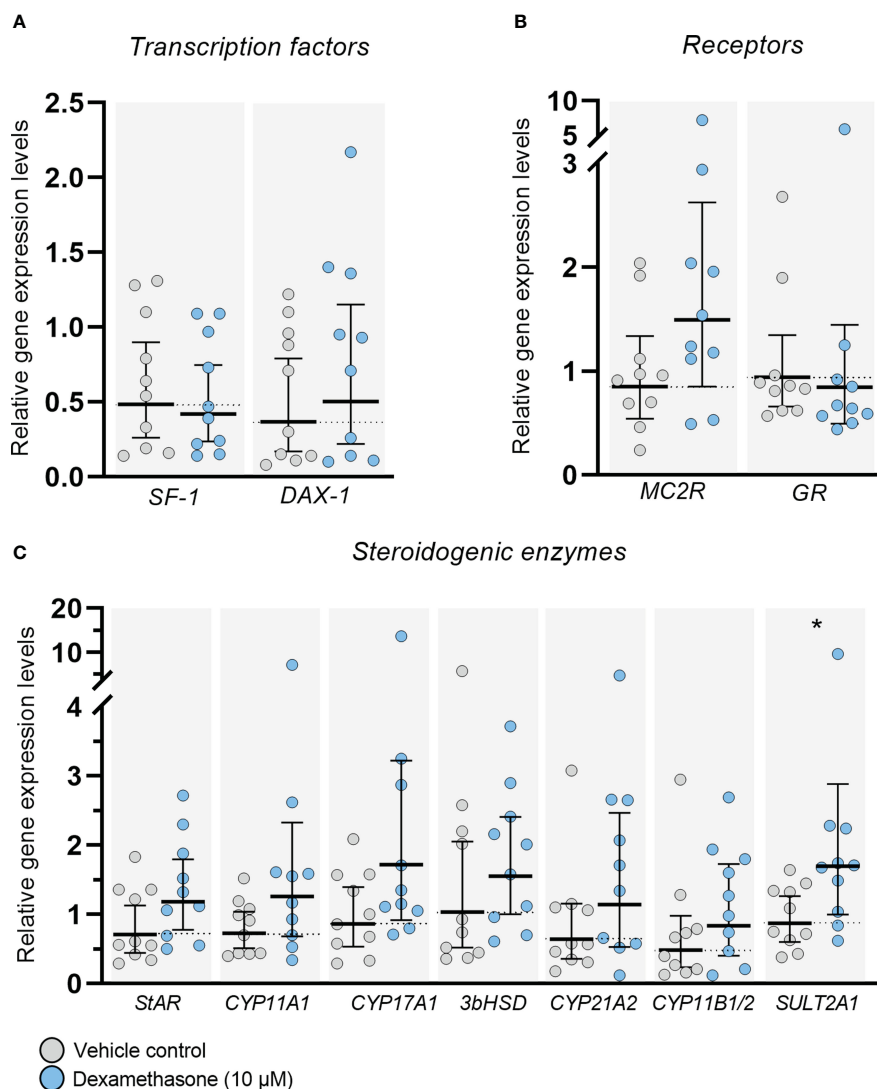 A
Transcription factors
Relative gene expression levels
2.5
2.0
1.5
1.0
0.5
0.0
SF-1
DAX-1
B
Receptors
Relative gene expression levels
10
5
3
2
1
0
MC2R
GR
C
Steroidogenic enzymes
Relative gene expression levels
20
10
4
3
2
1
0
*
StAR
CYP11A1
CYP17A1
3bHSD
CYP21A2
CYP11B1/2
SULT2A1
Vehicle control
Dexamethasone (10 µM)